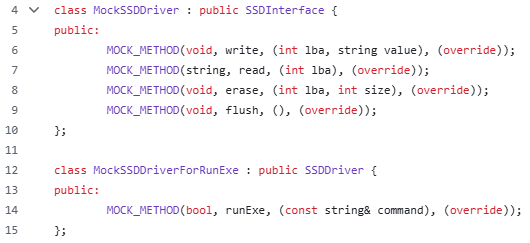 4 class MockSSDDriver : public SSDInterface {
5 public:
6 MOCK_METHOD(void, write, (int lba, string value), (override));
7 MOCK_METHOD(string, read, (int lba), (override));
8 MOCK_METHOD(void, erase, (int lba, int size), (override));
9 MOCK_METHOD(void, flush, (), (override));
10 };
11
12 class MockSSDDriverForRunExe : public SSDDriver {
13 public:
14 MOCK_METHOD(bool, runExe, (const string& command), (override));
15 };